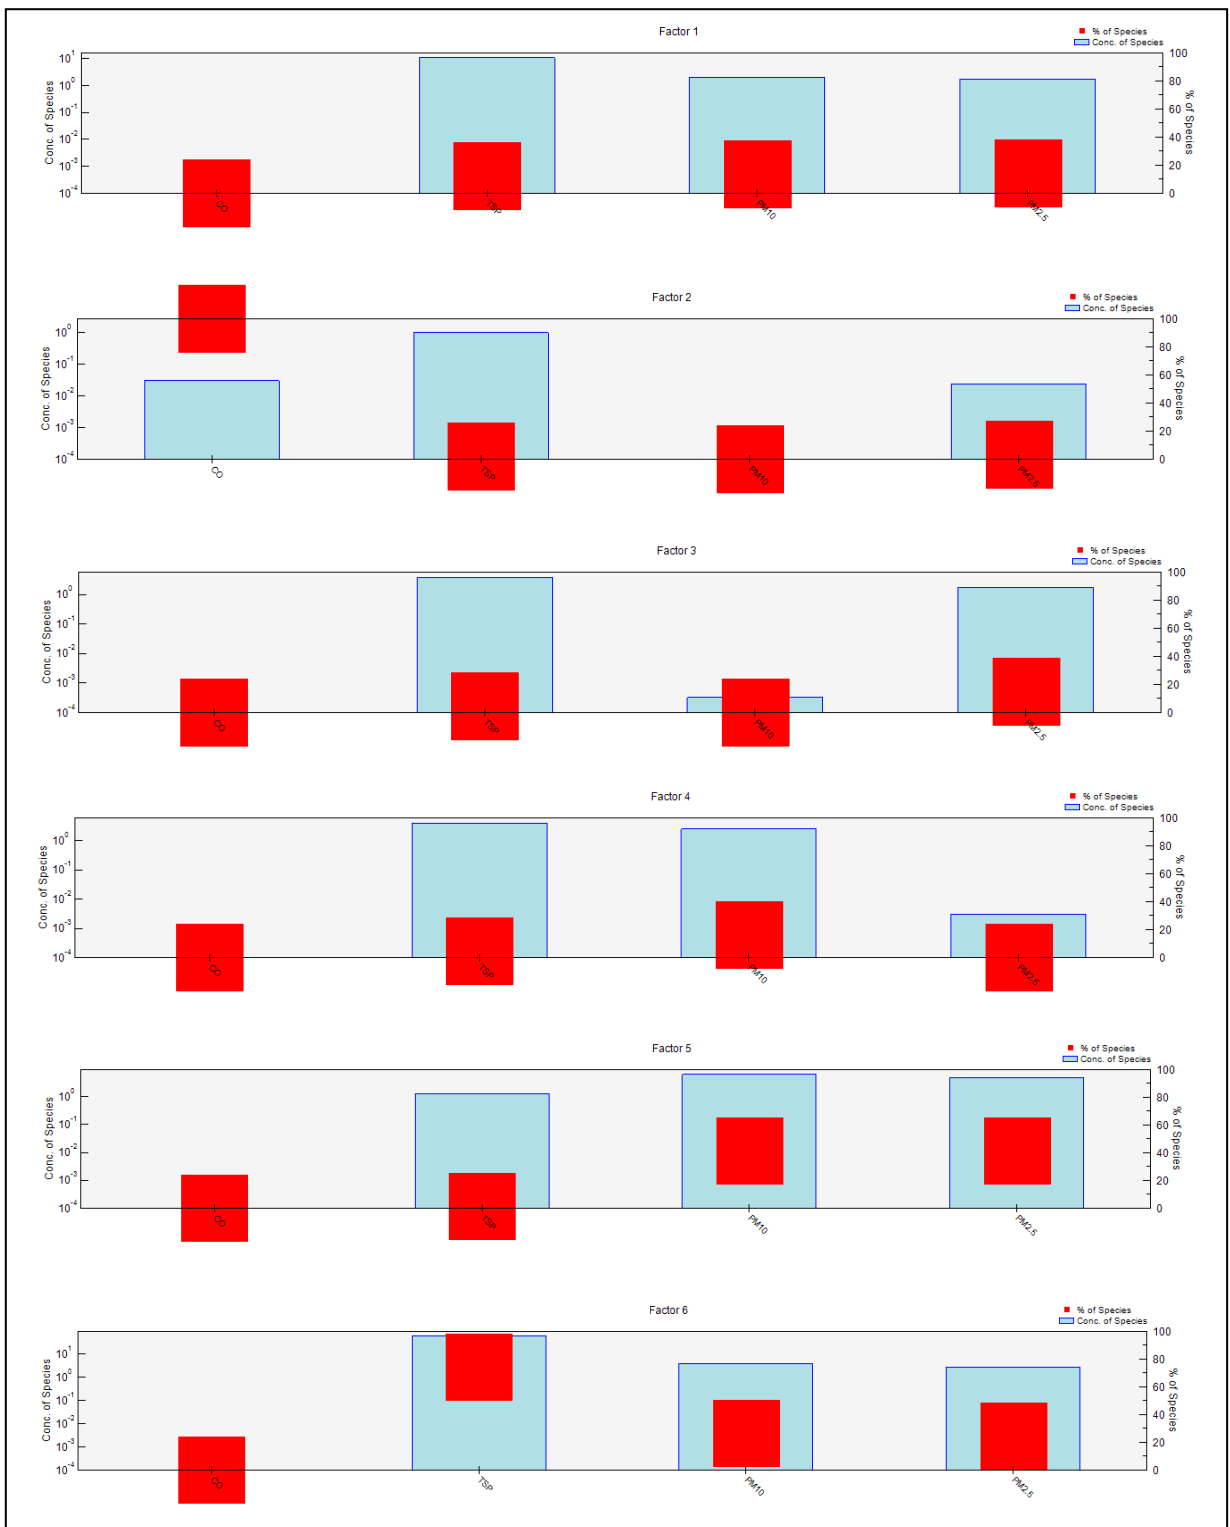 Factor 1
% of Species
Conc. of Species
Conc. of Species
10^1
10^0
10^-1
10^-2
10^-3
10^-4
100
80
60
40
20
0
% of Species
CO
TSP
PM10
PM2.5
Factor 2
% of Species
Conc. of Species
Conc. of Species
10^0
10^-1
10^-2
10^-3
10^-4
100
80
60
40
20
0
% of Species
CO
TSP
PM10
PM2.5
Factor 3
% of Species
Conc. of Species
Conc. of Species
10^0
10^-1
10^-2
10^-3
10^-4
100
80
60
40
20
0
% of Species
CO
TSP
PM10
PM2.5
Factor 4
% of Species
Conc. of Species
Conc. of Species
10^0
10^-1
10^-2
10^-3
10^-4
100
80
60
40
20
0
% of Species
CO
TSP
PM10
PM2.5
Factor 5
% of Species
Conc. of Species
Conc. of Species
10^0
10^-1
10^-2
10^-3
10^-4
100
80
60
40
20
0
% of Species
CO
TSP
PM10
PM2.5
Factor 6
% of Species
Conc. of Species
Conc. of Species
10^1
10^0
10^-1
10^-2
10^-3
10^-4
100
80
60
40
20
0
% of Species
CO
TSP
PM10
PM2.5